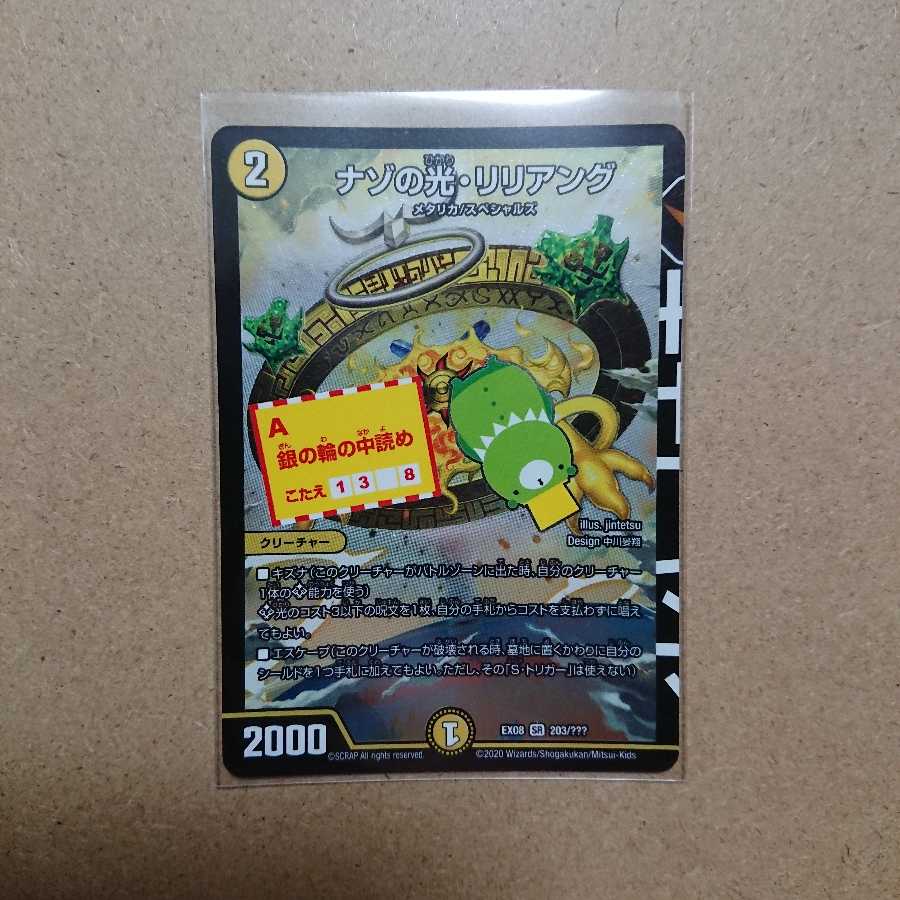 2
ナゾの光・リリアング
ひかり
メタリカ/スペシャルズ
A
銀の輪の中読め
ぎん わ なか よ
こたえ 1 3 8
illus. jintetsu
Design 中川翔
クリーチャー
■キズナ(このクリーチャーがバトルゾーンに出た時、自分のクリーチャー
1体の能力を使う)
光のコスト3以下の呪文を1枚、自分の手札からコストを支払わずに唱え
てもよい。
■エスケープ(このクリーチャーが破壊される時、墓地に置くかわりに自分の
シールドを1つ手札に加えてもよい。ただし、その「S・トリガー」は使えない)
2000
1
EX08 SR 203/???
©SCRAP All rights reserved.
©2020 Wizards/Shogakukan/Mitsui-Kids